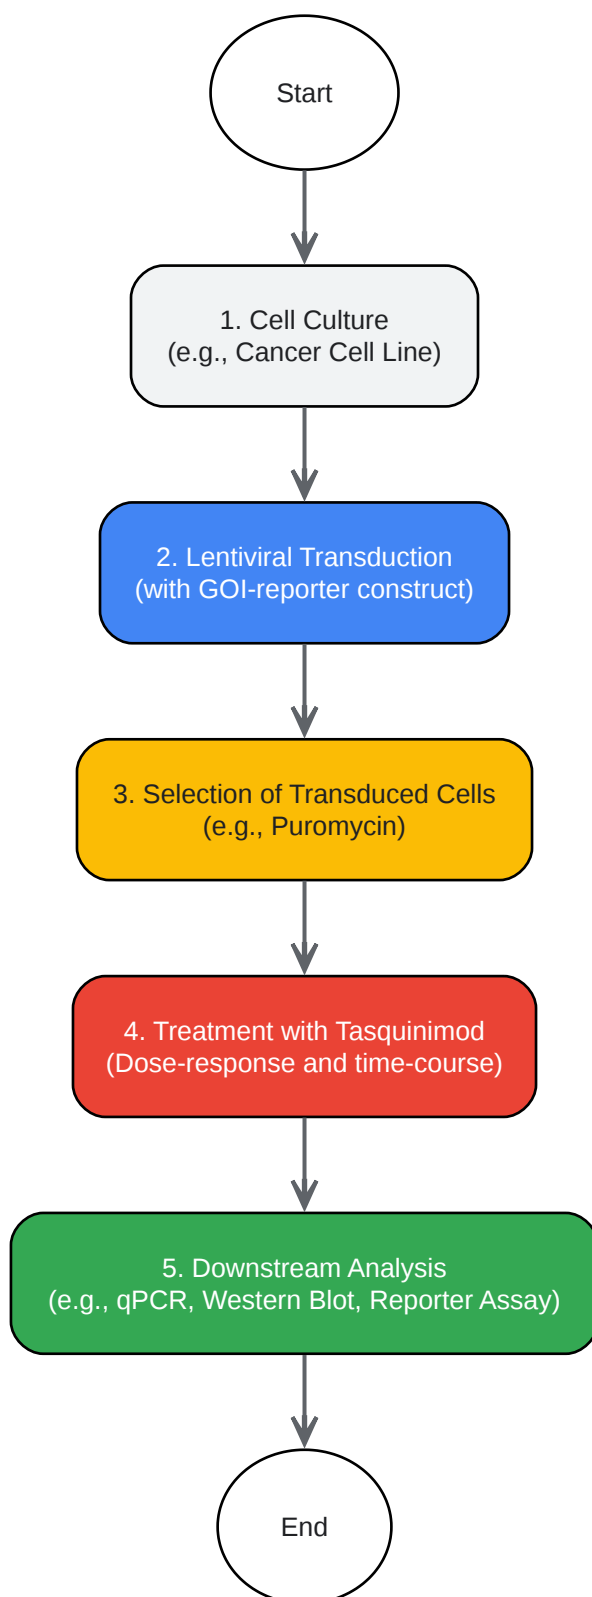 Start
1. Cell Culture
(e.g., Cancer Cell Line)
2. Lentiviral Transduction
(with GOI-reporter construct)
3. Selection of Transduced Cells
(e.g., Puromycin)
4. Treatment with Tasquinimod
(Dose-response and time-course)
5. Downstream Analysis
(e.g., qPCR, Western Blot, Reporter Assay)
End